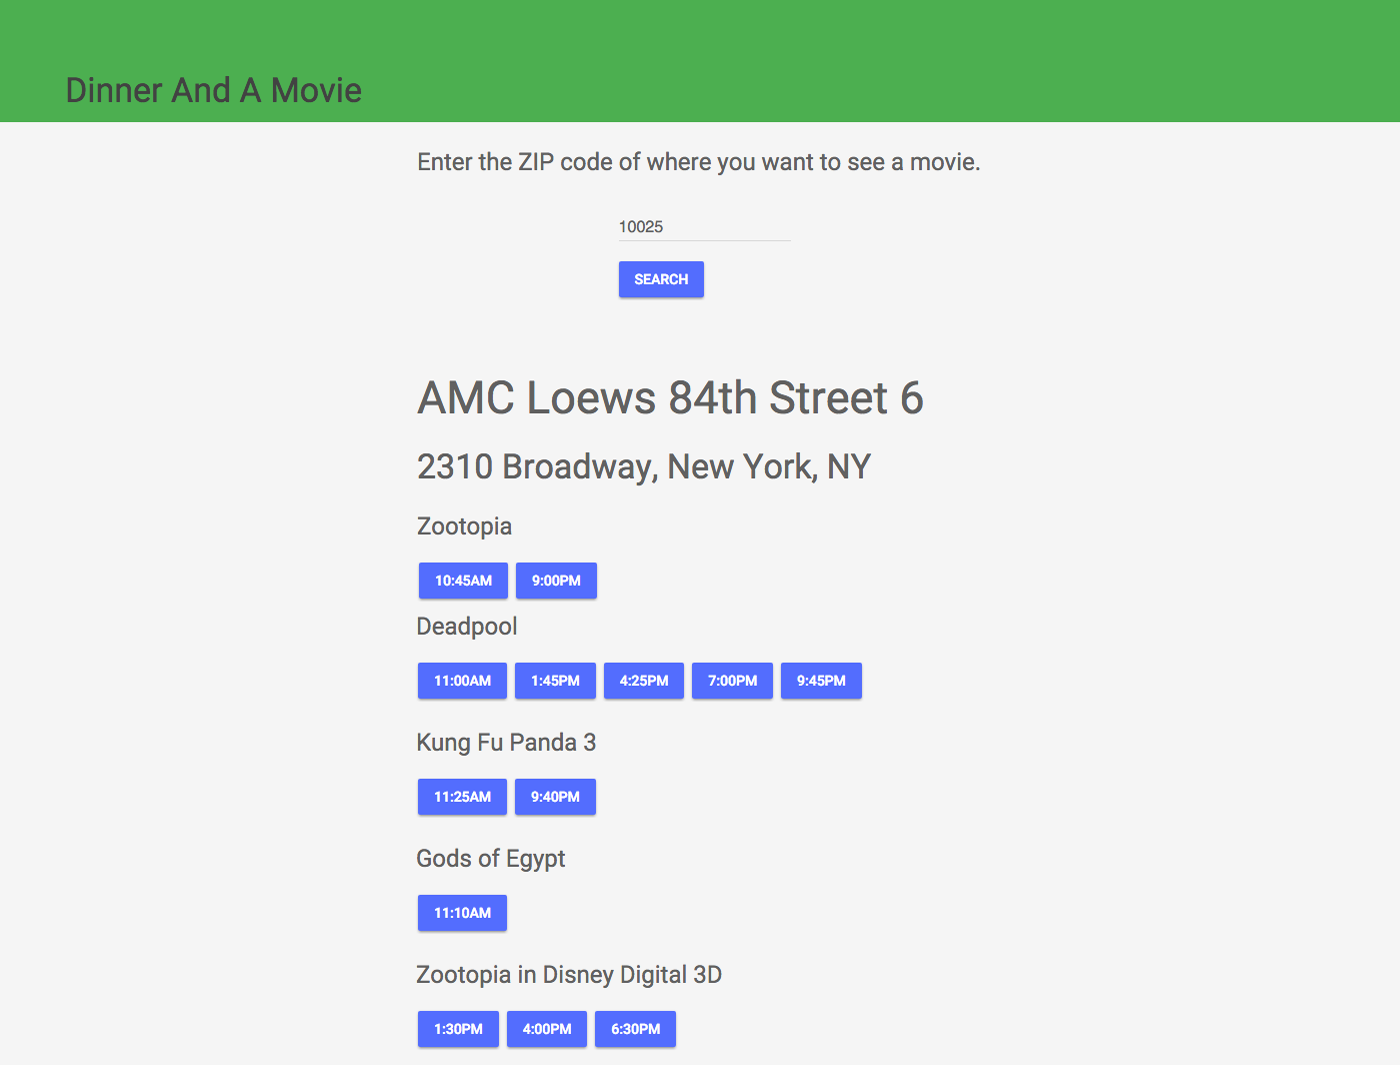 Dinner And A Movie
Enter the ZIP code of where you want to see a movie.
10025
SEARCH
AMC Loews 84th Street 6
2310 Broadway, New York, NY
Zootopia
10:45AM 9:00PM
Deadpool
11:00AM 1:45PM 4:25PM 7:00PM 9:45PM
Kung Fu Panda 3
11:25AM 9:40PM
Gods of Egypt
11:10AM
Zootopia in Disney Digital 3D
1:30PM 4:00PM 6:30PM